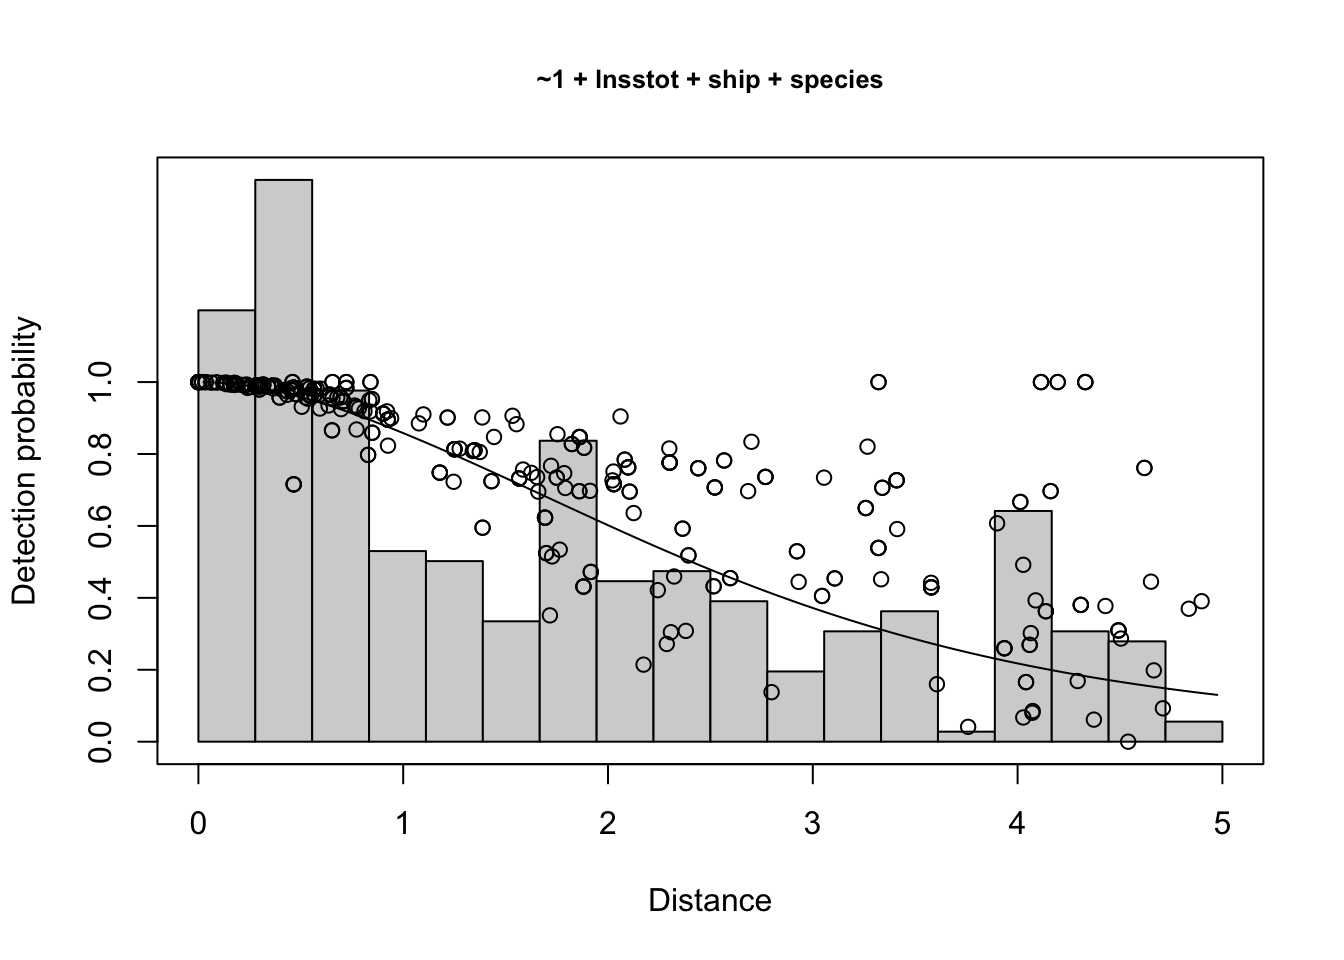 ~1 + lnsstot + ship + species
Detection probability
1.0
0.8
0.6
0.4
0.2
0.0
0 1 2 3 4 5
Distance